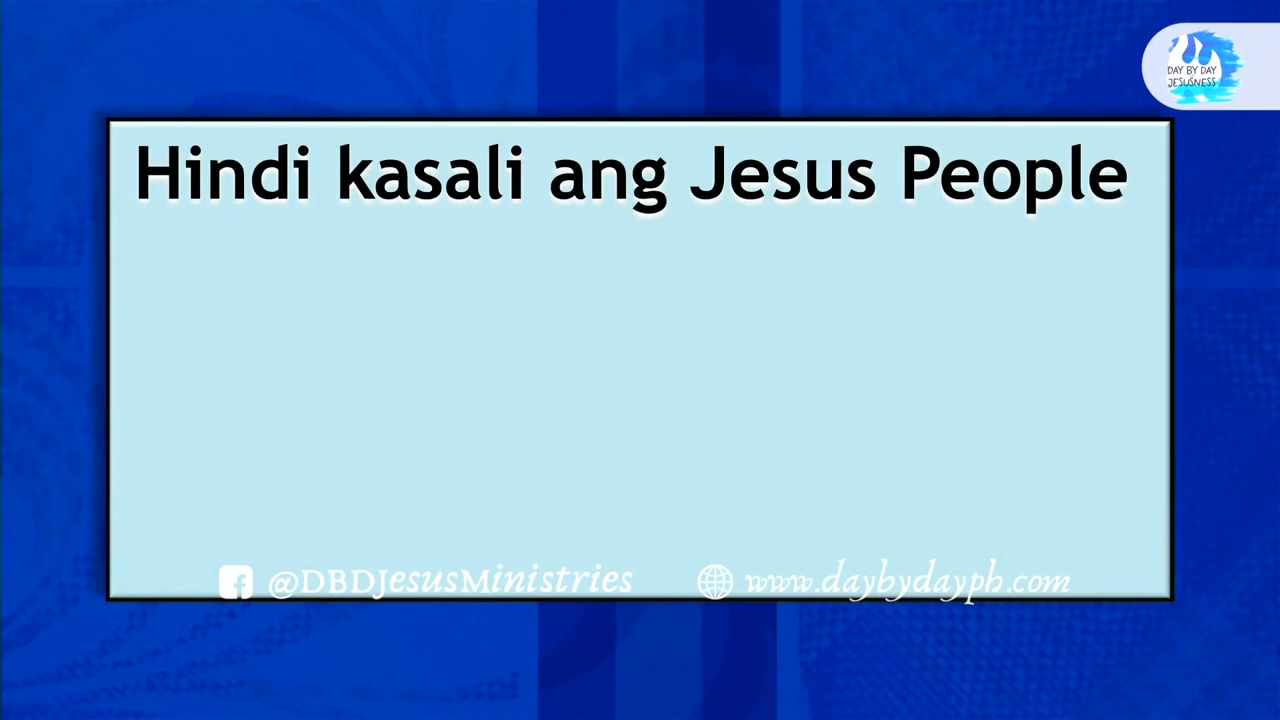 DAY BY DAY
JESUSNESS
Hindi kasali ang Jesus People
@DBDJesusMinistries
www.daybydayph.com